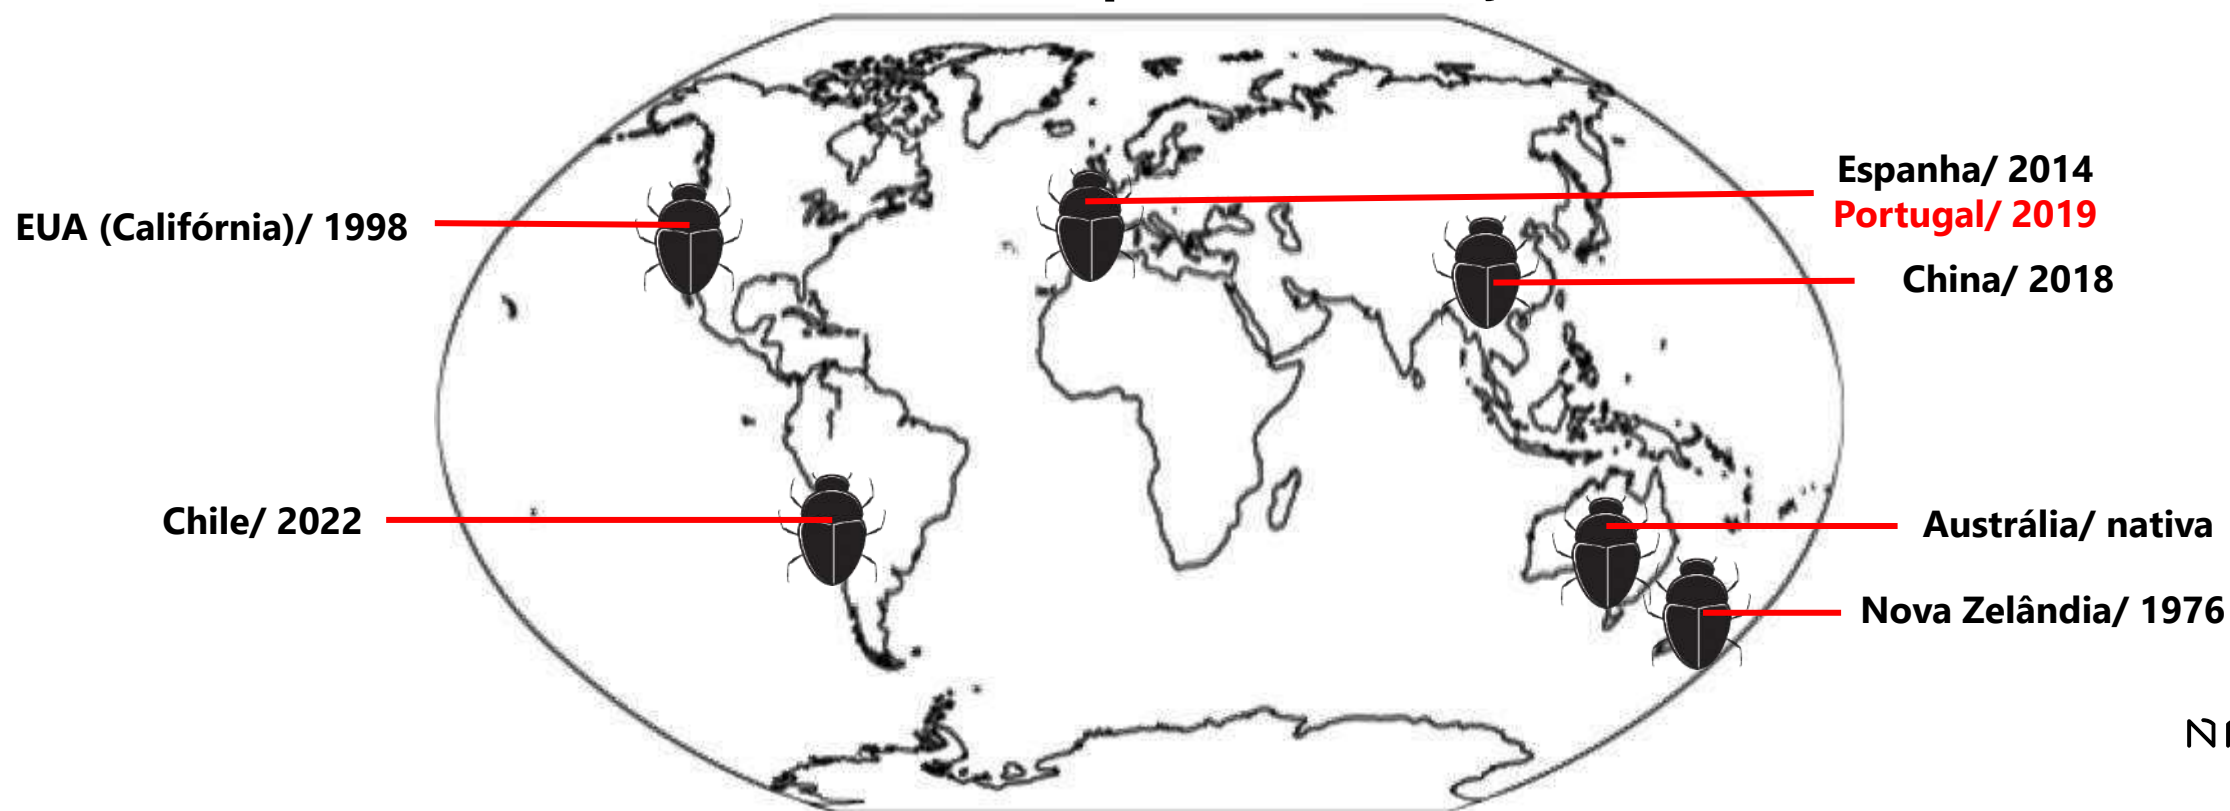 EUA (Califórnia)/ 1998
Espanha/ 2014
Portugal/ 2019
China/ 2018
Chile/ 2022
Austrália/ nativa
Nova Zelândia/ 1976